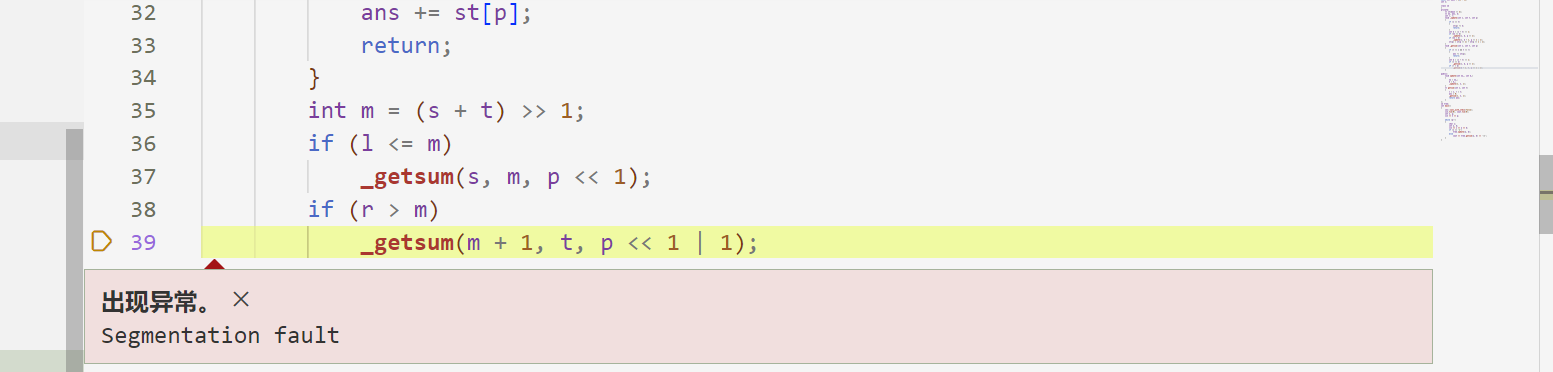 32 ans += st[p];
33 return;
34 }
35 int m = (s + t) >> 1;
36 if (l <= m)
37 _getsum(s, m, p << 1);
38 if (r > m)
39 _getsum(m + 1, t, p << 1 | 1);
出现异常。 ×
Segmentation fault